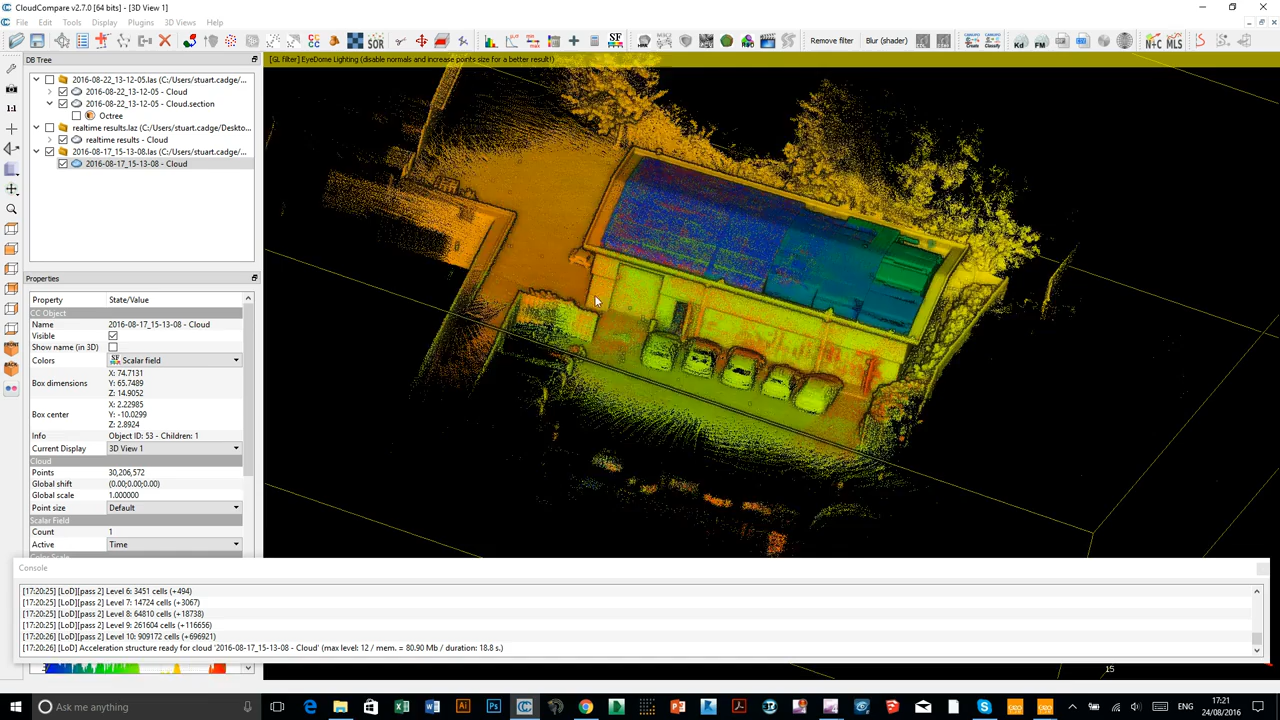 CloudCompare v2.7.0 [64 bits] - [3D View 1]
File Edit Tools Display Plugins 3D Views Help
SOR
SF
Remove filter
Blur (shader)
Kd
FM
N+C
MLS
[GL filter] EyeDome Lighting (disable normals and increase points size for a better result!)
DB Tree
2016-08-22_13-12-05.las (C:/Users/stuart.cadge/...
2016-08-22_13-12-05 - Cloud
2016-08-22_13-12-05 - Cloud.section
Octree
realtime results.laz (C:/Users/stuart.cadge/Deskto...
realtime results - Cloud
2016-08-17_15-13-08.las (C:/Users/stuart.cadge/...
2016-08-17_15-13-08 - Cloud
1:1
FRONT
BACK
Properties
Property State/Value
CC Object
Name 2016-08-17_15-13-08 - Cloud
Visible
Show name (in 3D)
Colors SF Scalar field
Box dimensions X: 74.7131
Y: 65.7489
Z: 14.9052
Box center X: 2.22985
Y: -10.0299
Z: 2.8924
Info Object ID: 53 - Children: 1
Current Display 3D View 1
Cloud
Points 30,206,572
Global shift (0.00;0.00;0.00)
Global scale 1.000000
Point size Default
Scalar Field
Count 1
Active Time
Console
[17:20:25] [LoD][pass 2] Level 6: 3451 cells (+494)
[17:20:25] [LoD][pass 2] Level 7: 14724 cells (+3067)
[17:20:25] [LoD][pass 2] Level 8: 64810 cells (+18738)
[17:20:25] [LoD][pass 2] Level 9: 261604 cells (+116656)
[17:20:26] [LoD][pass 2] Level 10: 909172 cells (+696921)
[17:20:26] [LoD] Acceleration structure ready for cloud '2016-08-17_15-13-08 - Cloud' (max level: 12 / mem. = 80.90 Mb / duration: 18.8 s.)
15
Ask me anything
ENG
17:21
24/08/2016